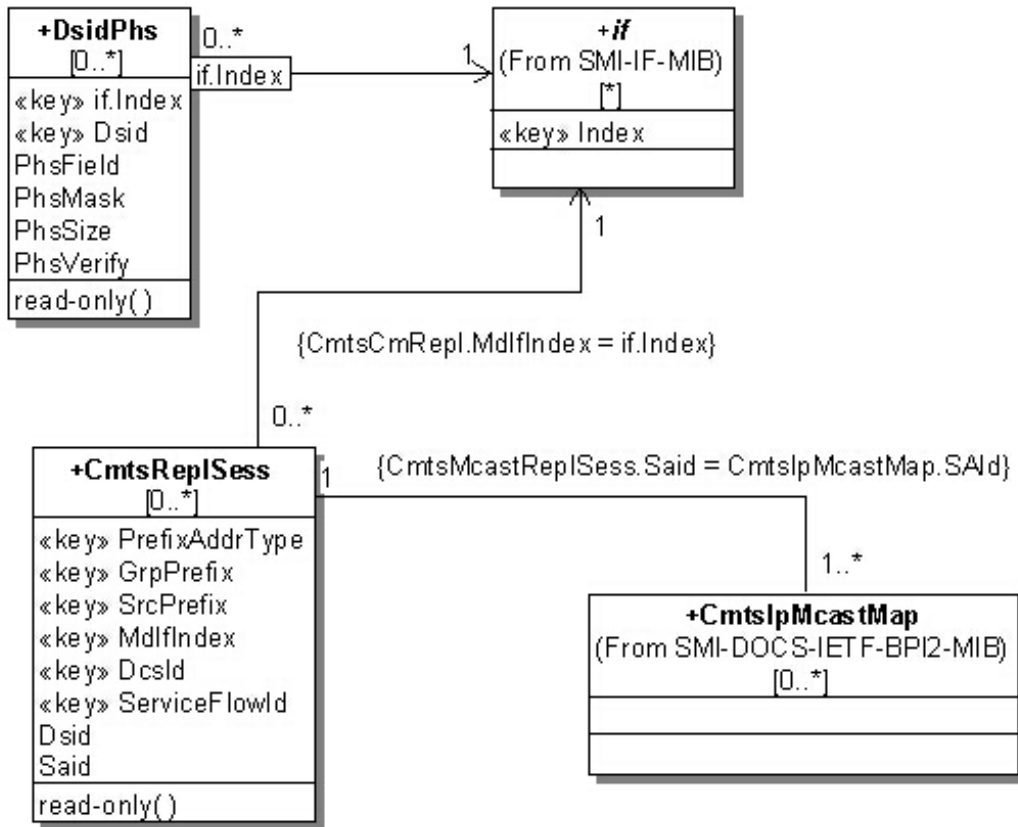 +DsidPhs
[0..*]
«key» if.Index
«key» Dsid
PhsField
PhsMask
PhsSize
PhsVerify
read-only()
0..*
if.Index
1
+if
(From SMI-IF-MIB)
[*]
«key» Index
1
{CmtsCmRepl.MdIfIndex = if.Index}
0..*
+CmtsReplSess
[0..*]
«key» PrefixAddrType
«key» GrpPrefix
«key» SrcPrefix
«key» MdIfIndex
«key» DcsId
«key» ServiceFlowId
Dsid
Said
read-only()
1
{CmtsMcastReplSess.Said = CmtsIpMcastMap.SAId}
1..*
+CmtsIpMcastMap
(From SMI-DOCS-IETF-BPI2-MIB)
[0..*]